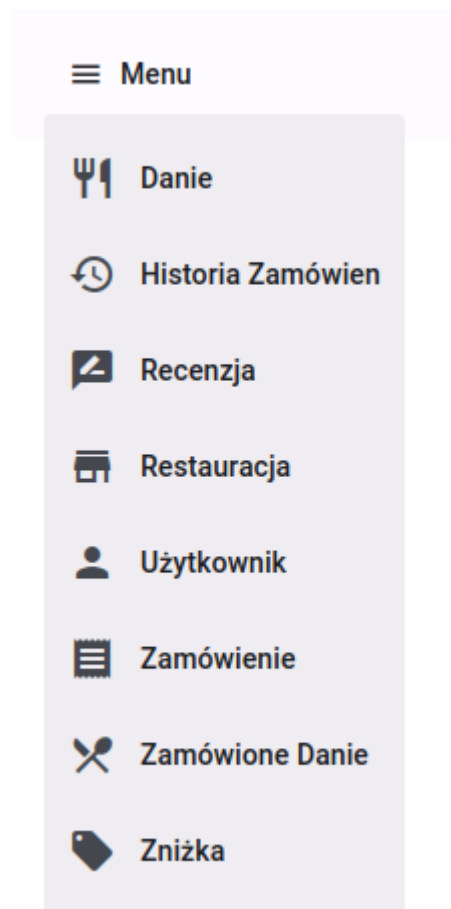 Menu
Danie
Historia Zamówien
Recenzja
Restauracja
Użytkownik
Zamówienie
Zamówione Danie
Zniżka